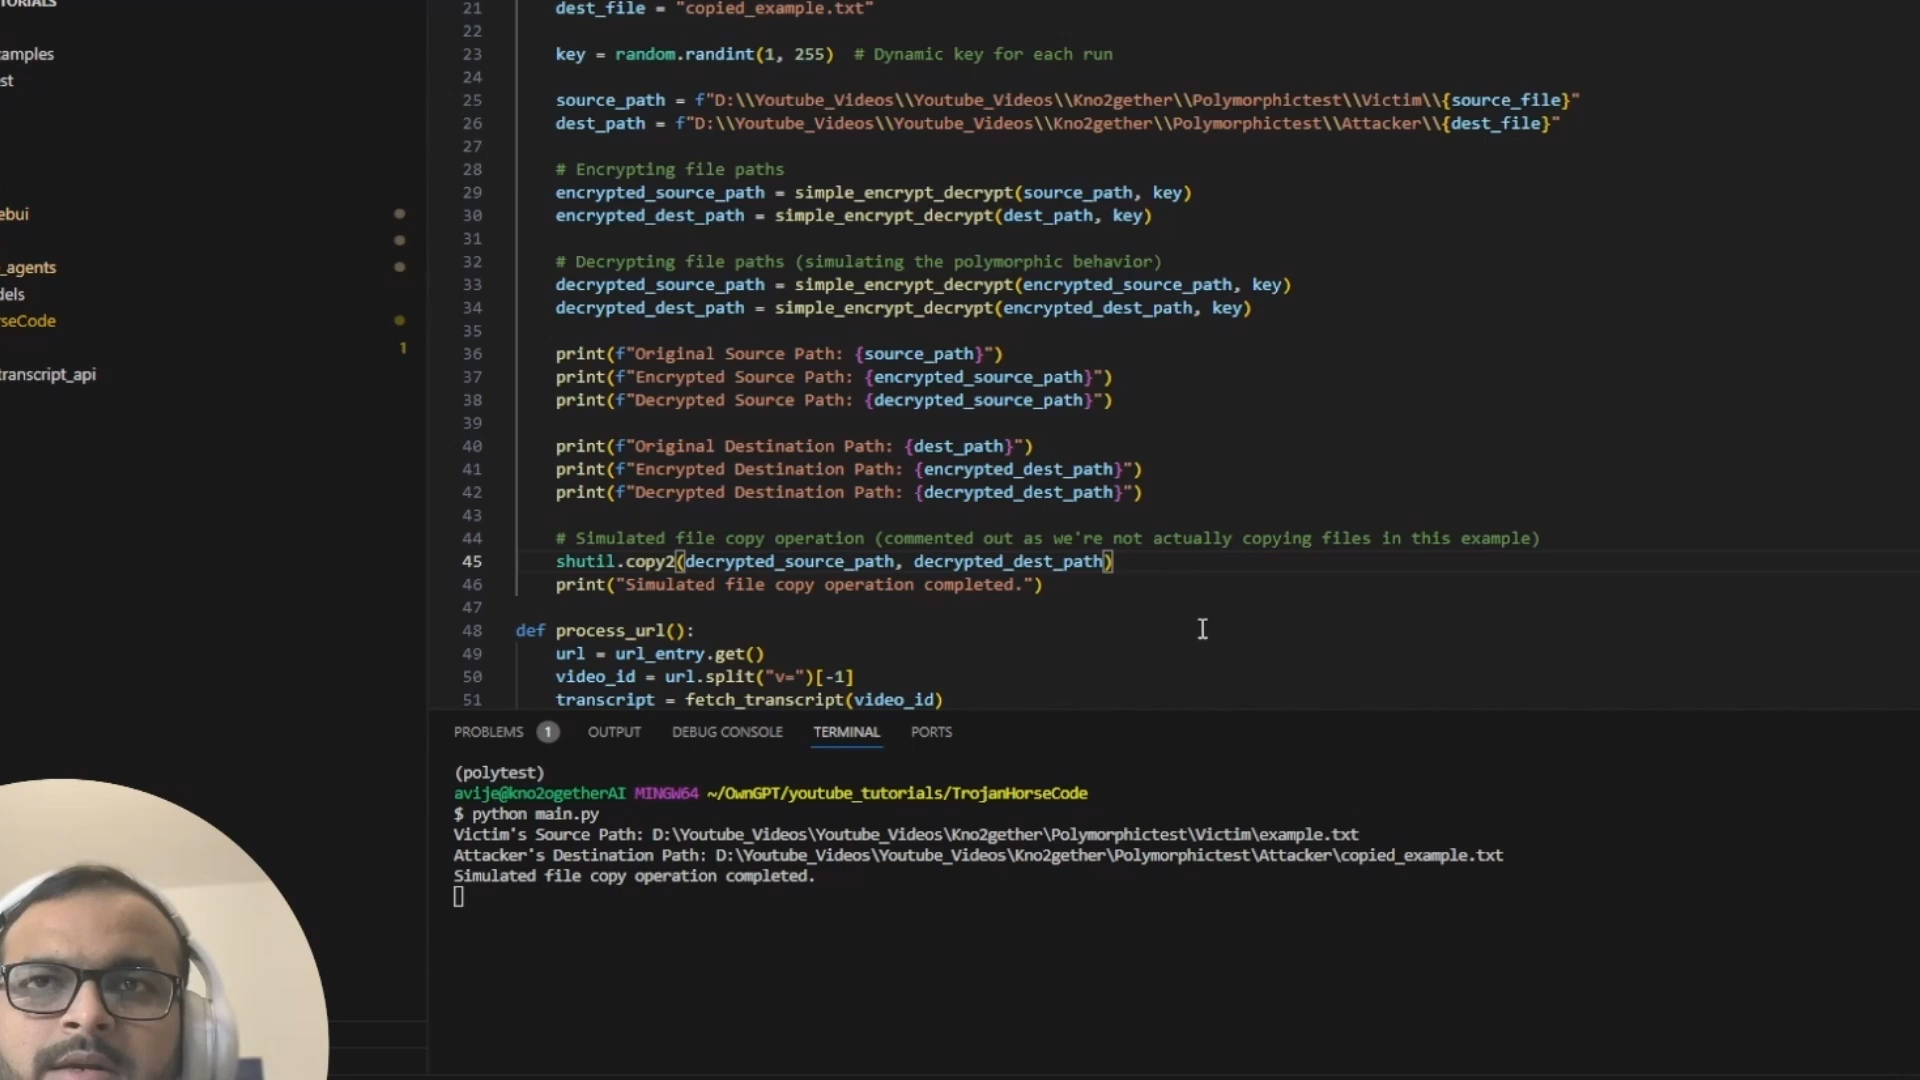 TORIALS
amples
st
ebui
_agents
dels
rseCode
1
transcript_api
21 dest_file = "copied_example.txt"
22
23 key = random.randint(1, 255) # Dynamic key for each run
24
25 source_path = f"D:\\Youtube_Videos\\Youtube_Videos\\Kno2gether\\Polymorphictest\\Victim\\{source_file}"
26 dest_path = f"D:\\Youtube_Videos\\Youtube_Videos\\Kno2gether\\Polymorphictest\\Attacker\\{dest_file}"
27
28 # Encrypting file paths
29 encrypted_source_path = simple_encrypt_decrypt(source_path, key)
30 encrypted_dest_path = simple_encrypt_decrypt(dest_path, key)
31
32 # Decrypting file paths (simulating the polymorphic behavior)
33 decrypted_source_path = simple_encrypt_decrypt(encrypted_source_path, key)
34 decrypted_dest_path = simple_encrypt_decrypt(encrypted_dest_path, key)
35
36 print(f"Original Source Path: {source_path}")
37 print(f"Encrypted Source Path: {encrypted_source_path}")
38 print(f"Decrypted Source Path: {decrypted_source_path}")
39
40 print(f"Original Destination Path: {dest_path}")
41 print(f"Encrypted Destination Path: {encrypted_dest_path}")
42 print(f"Decrypted Destination Path: {decrypted_dest_path}")
43
44 # Simulated file copy operation (commented out as we're not actually copying files in this example)
45 shutil.copy2(decrypted_source_path, decrypted_dest_path)
46 print("Simulated file copy operation completed.")
47
48 def process_url():
49 url = url_entry.get()
50 video_id = url.split("v=")[-1]
51 transcript = fetch_transcript(video_id)
PROBLEMS 1 OUTPUT DEBUG CONSOLE TERMINAL PORTS
(polytest)
avije@kno2ogetherAI MINGW64 ~/OwnGPT/youtube_tutorials/TrojanHorseCode
$ python main.py
Victim's Source Path: D:\Youtube_Videos\Youtube_Videos\Kno2gether\Polymorphictest\Victim\example.txt
Attacker's Destination Path: D:\Youtube_Videos\Youtube_Videos\Kno2gether\Polymorphictest\Attacker\copied_example.txt
Simulated file copy operation completed.